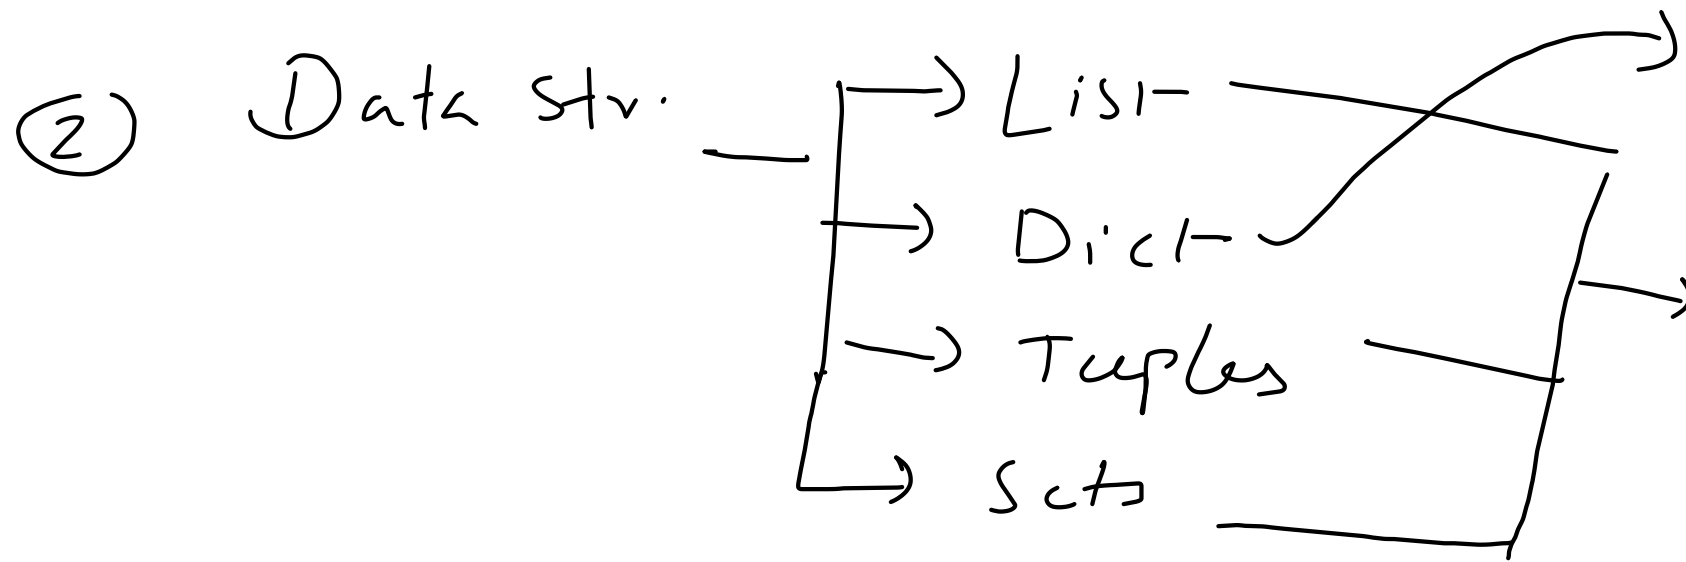 ② Data Str.
List
Dict
Tuples
Sets